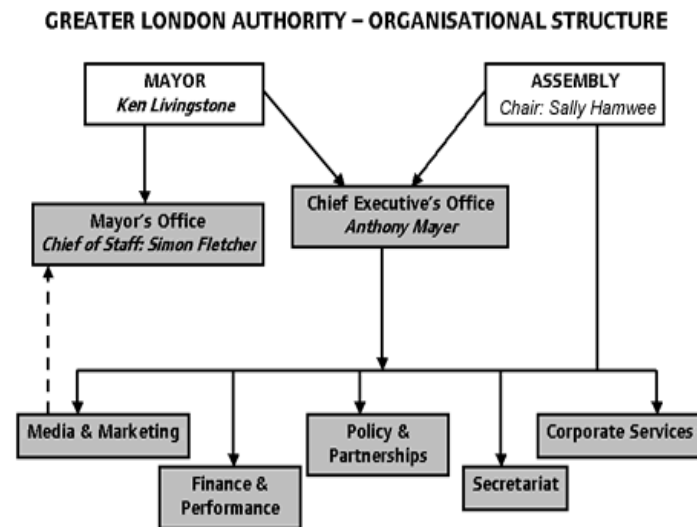 GREATER LONDON AUTHORITY – ORGANISATIONAL STRUCTURE
MAYOR
Ken Livingstone
ASSEMBLY
Chair: Sally Hamwee
Mayor's Office
Chief of Staff: Simon Fletcher
Chief Executive's Office
Anthony Mayer
Media & Marketing
Finance &
Performance
Policy &
Partnerships
Secretariat
Corporate Services